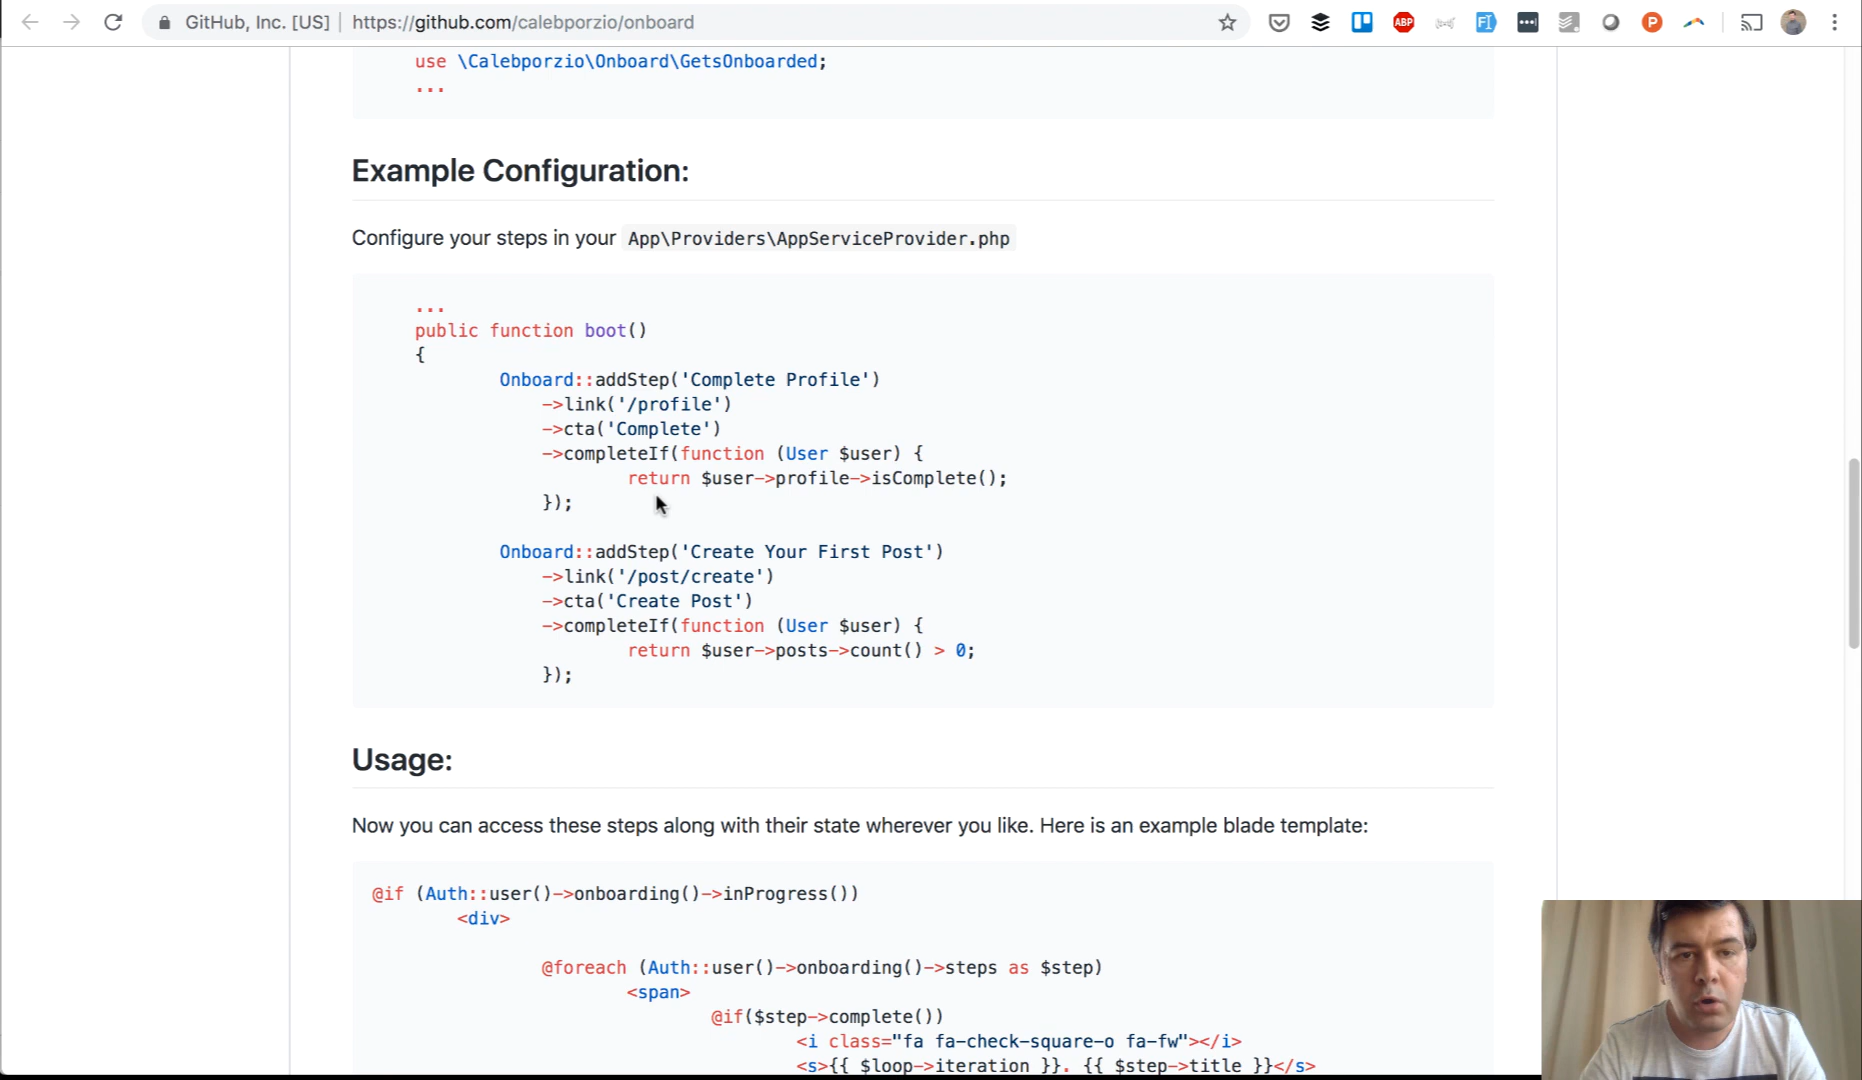 GitHub, Inc. [US] | https://github.com/calebporzio/onboard
ABP
P
use \Calebporzio\Onboard\GetsOnboarded;
...
Example Configuration:
Configure your steps in your App\Providers\AppServiceProvider.php
...
public function boot()
{
Onboard::addStep('Complete Profile')
->link('/profile')
->cta('Complete')
->completeIf(function (User $user) {
return $user->profile->isComplete();
});
Onboard::addStep('Create Your First Post')
->link('/post/create')
->cta('Create Post')
->completeIf(function (User $user) {
return $user->posts->count() > 0;
});
Usage:
Now you can access these steps along with their state wherever you like. Here is an example blade template:
@if (Auth::user()->onboarding()->inProgress())
<div>
@foreach (Auth::user()->onboarding()->steps as $step)
<span>
@if($step->complete())
<i class="fa fa-check-square-o fa-fw"></i>
<s>{{ $loop->iteration }}. {{ $step->title }}</s>